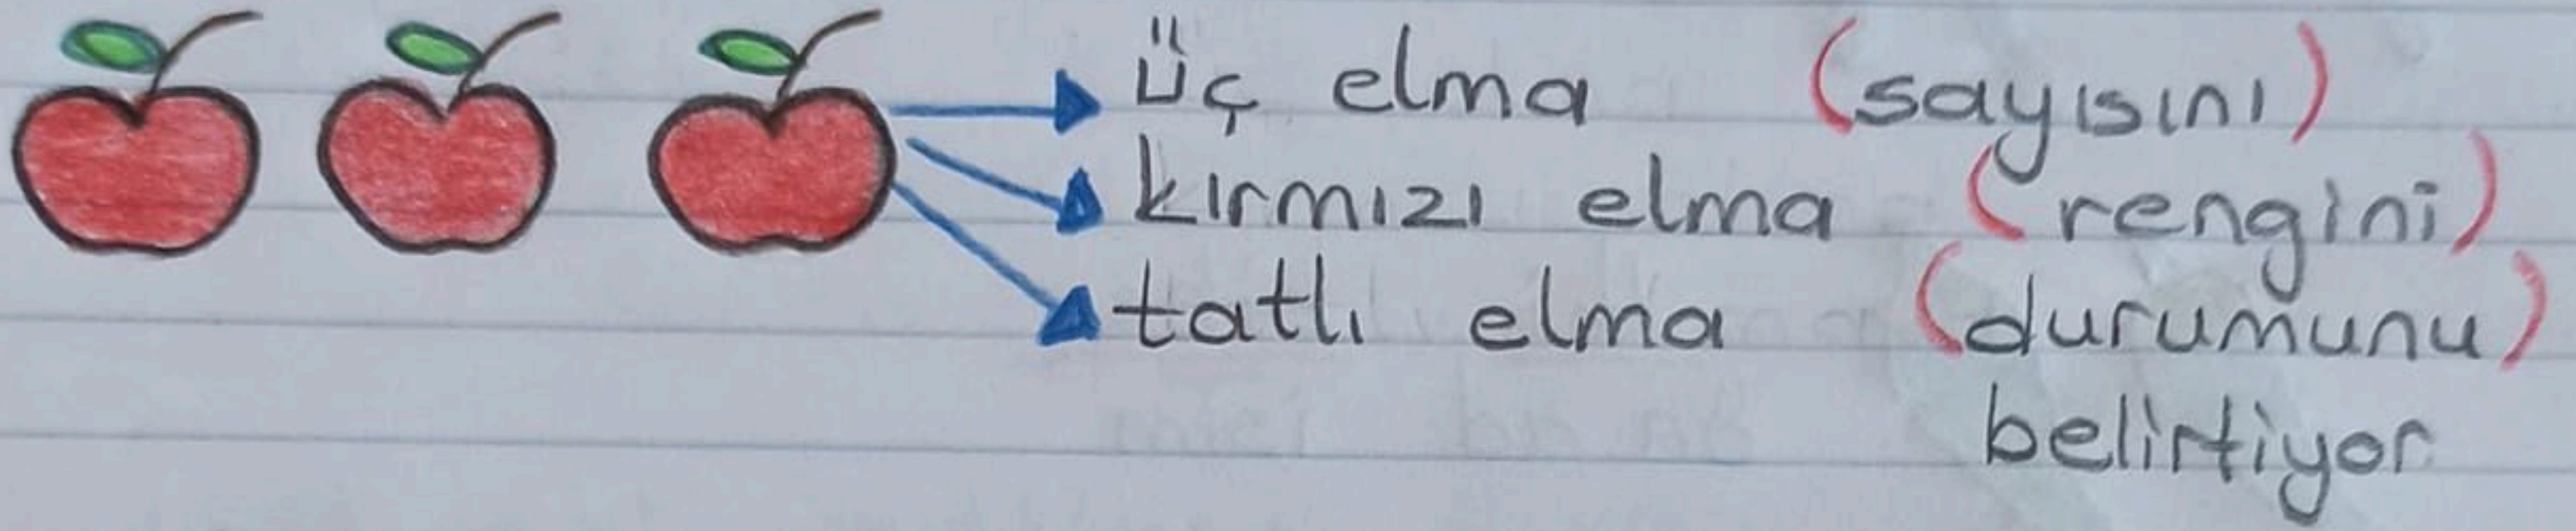 üç elma (sayısını)
kırmızı elma (rengini)
tatlı elma (durumunu)
belirtiyor